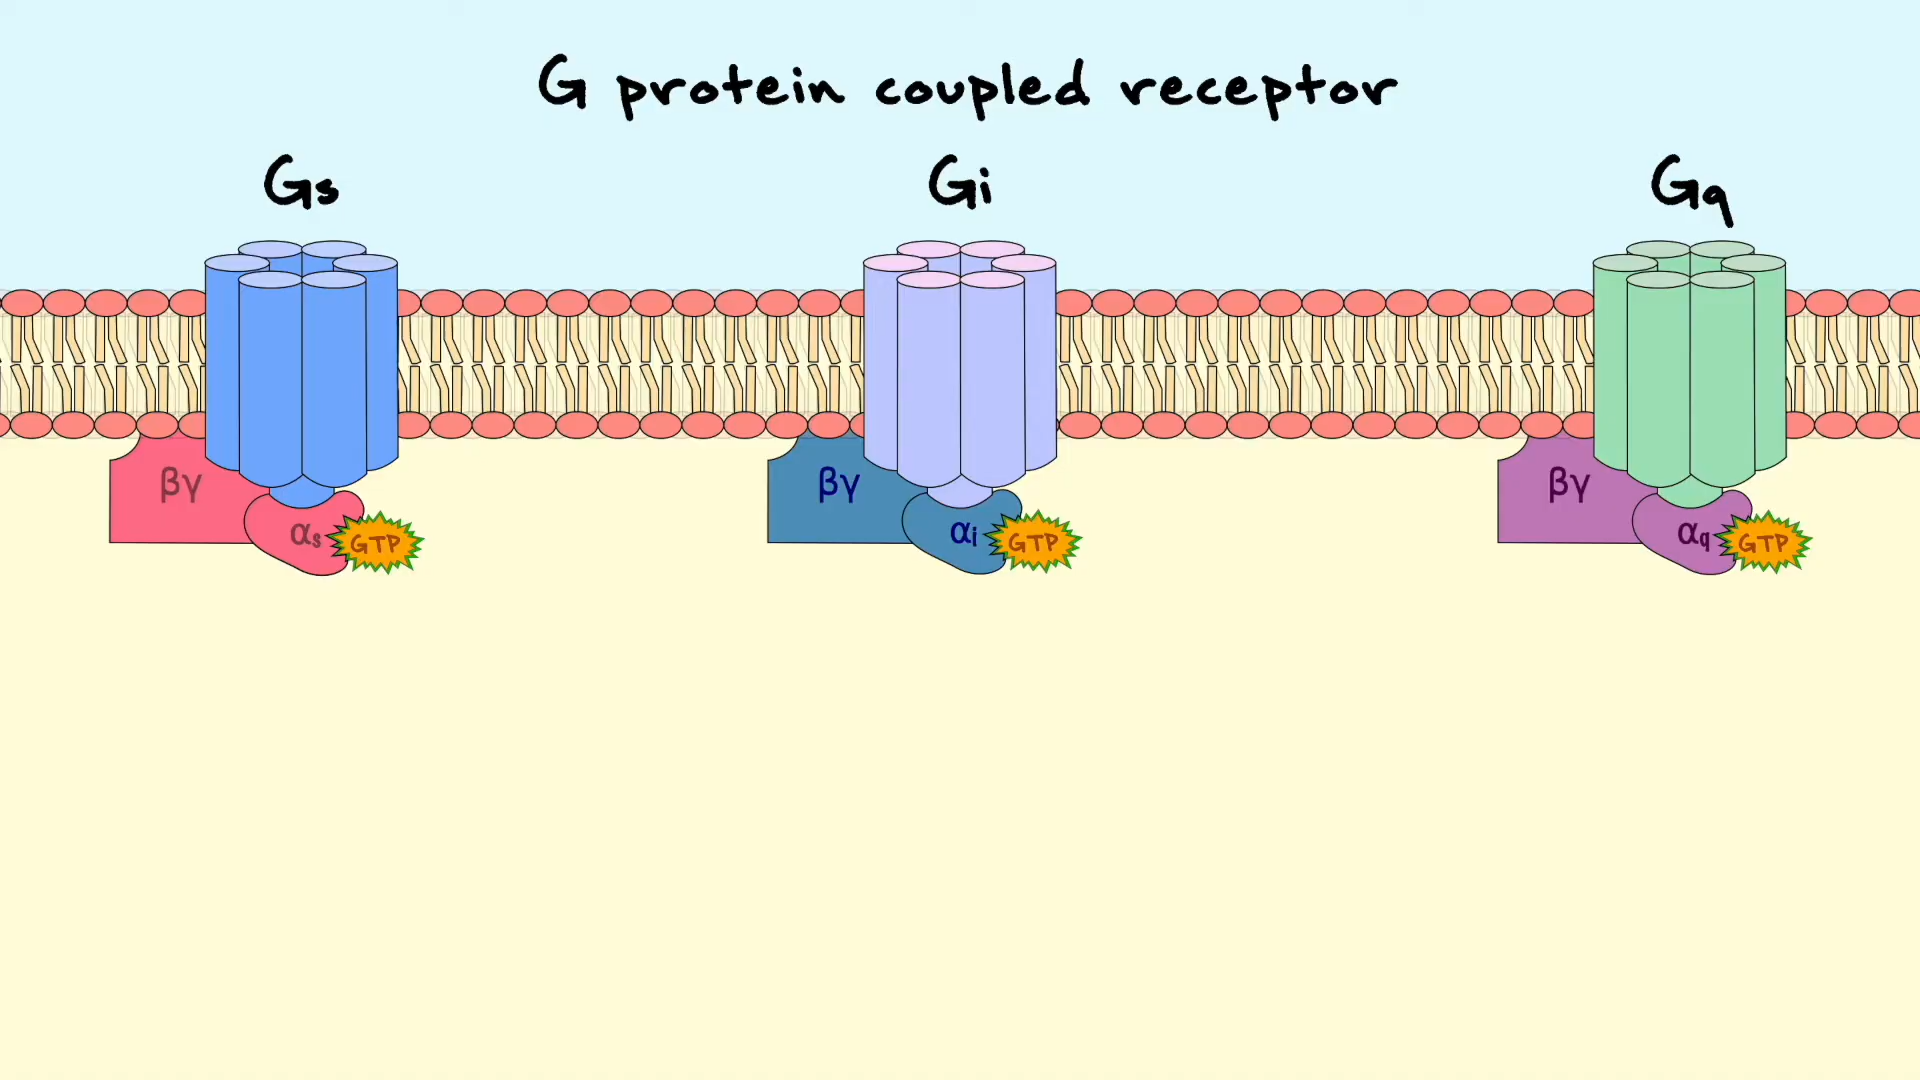 G protein coupled receptor
Gs Gi Gq
βγ βγ βγ
αs GTP αi GTP αq GTP